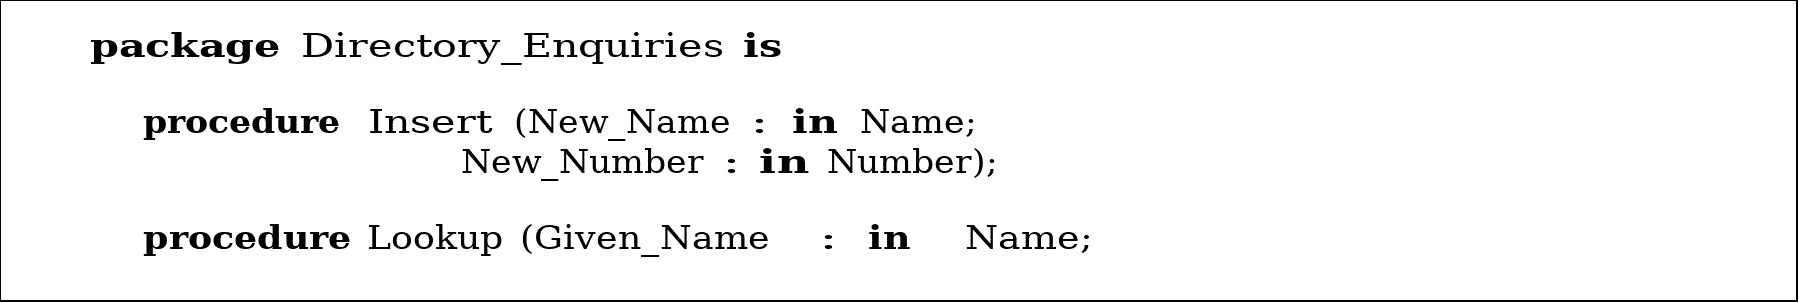 package Directory_Enquiries is
procedure Insert (New_Name : in Name;
New_Number : in Number);
procedure Lookup (Given_Name : in Name;